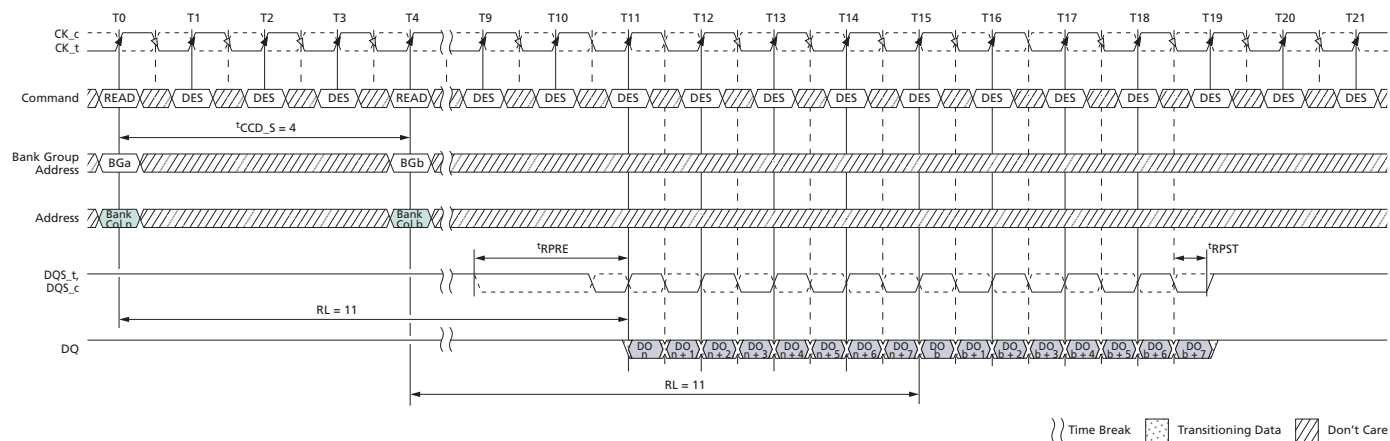 T0 T1 T2 T3 T4 T9 T10 T11 T12 T13 T14 T15 T16 T17 T18 T19 T20 T21
CK_c
CK_t
Command READ DES DES DES READ DES DES DES DES DES DES DES DES DES DES DES DES DES
tCCD_S = 4
Bank Group
Address
BGa BGb
Address
Bank
Col n
Bank
Col b
tRPRE tRPST
DQS_t,
DQS_c
RL = 11
DQ
DO
n
DO
n + 1
DO
n + 2
DO
n + 3
DO
n + 4
DO
n + 5
DO
n + 6
DO
n + 7
DO
b
DO
b + 1
DO
b + 2
DO
b + 3
DO
b + 4
DO
b + 5
DO
b + 6
DO
b + 7
RL = 11
Time Break Transitioning Data Don't Care